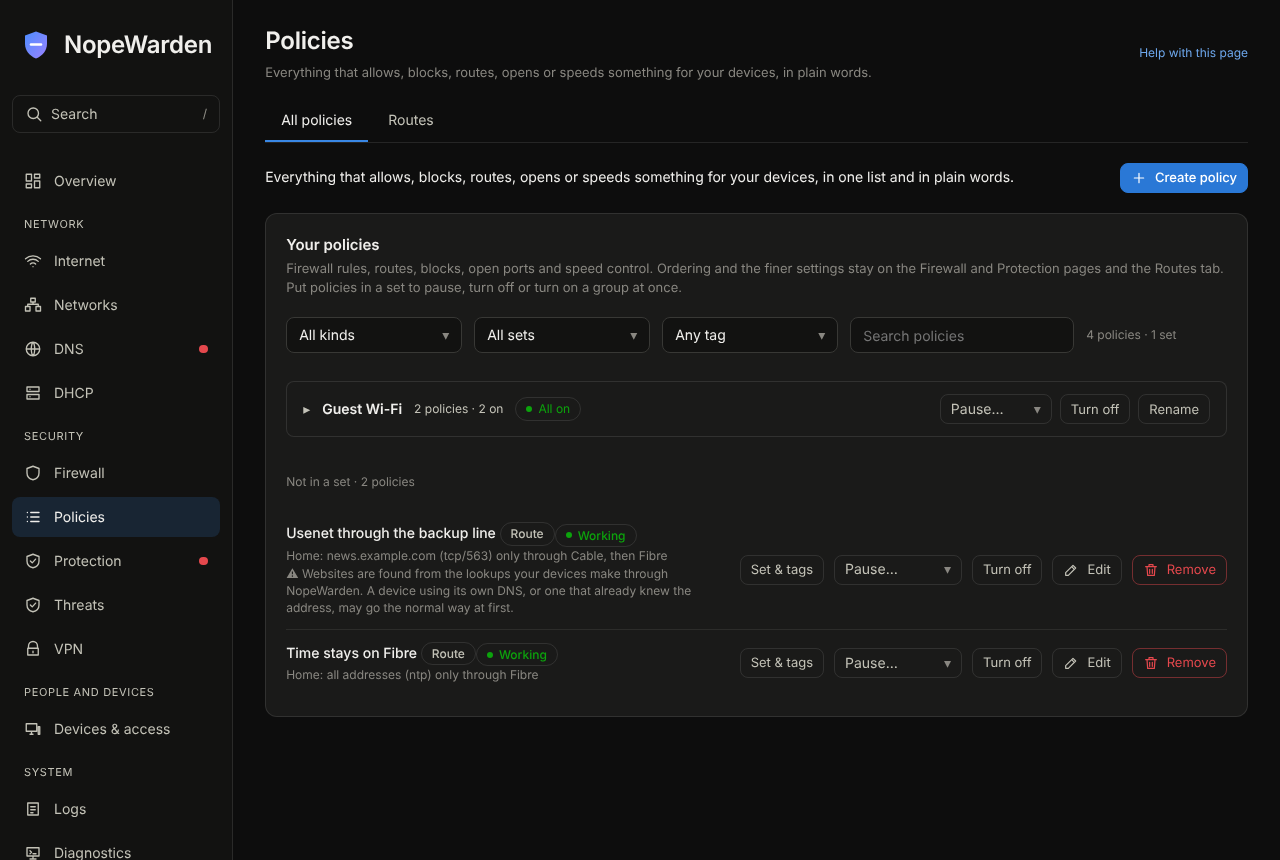 NopeWarden
Search /
Overview
NETWORK
Internet
Networks
DNS
DHCP
SECURITY
Firewall
Policies
Protection
Threats
VPN
PEOPLE AND DEVICES
Devices & access
SYSTEM
Logs
Diagnostics
Policies
Everything that allows, blocks, routes, opens or speeds something for your devices, in plain words.
Help with this page
All policies Routes
Everything that allows, blocks, routes, opens or speeds something for your devices, in one list and in plain words.
Create policy
Your policies
Firewall rules, routes, blocks, open ports and speed control. Ordering and the finer settings stay on the Firewall and Protection pages and the Routes tab.
Put policies in a set to pause, turn off or turn on a group at once.
All kinds All sets Any tag Search policies 4 policies · 1 set
Guest Wi-Fi 2 policies · 2 on All on Pause... Turn off Rename
Not in a set · 2 policies
Usenet through the backup line Route Working
Home: news.example.com (tcp/563) only through Cable, then Fibre
⚠ Websites are found from the lookups your devices make through
NopeWarden. A device using its own DNS, or one that already knew the
address, may go the normal way at first.
Set & tags Pause... Turn off Edit Remove
Time stays on Fibre Route Working
Home: all addresses (ntp) only through Fibre
Set & tags Pause... Turn off Edit Remove